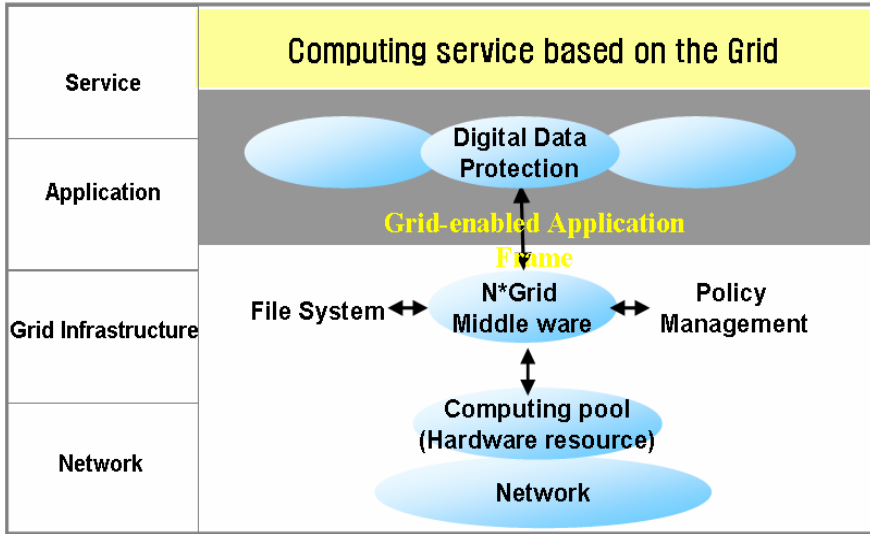 Service
Computing service based on the Grid
Application
Digital Data
Protection
Grid-enabled Application
Frame
Grid Infrastructure
File System
N*Grid
Middle ware
Policy
Management
Network
Computing pool
(Hardware resource)
Network